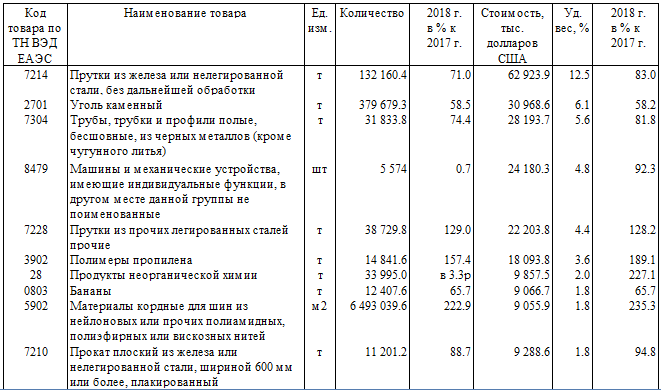 Код Наименование товара Ед. Количество 2018 г. Стоимость, Уд. 2018 г.
товара по изм. в % к тыс. вес, % в % к
ТН ВЭД 2017 г. долларов 2017 г.
ЕАЭС США
7214 Прутки из железа или нелегированной т 132 160.4 71.0 62 923.9 12.5 83.0
стали, без дальнейшей обработки
2701 Уголь каменный т 379 679.3 58.5 30 968.6 6.1 58.2
7304 Трубы, трубки и профили полые, т 31 833.8 74.4 28 193.7 5.6 81.8
бесшовные, из черных металлов (кроме
чугунного литья)
8479 Машины и механические устройства, шт 5 574 0.7 24 180.3 4.8 92.3
имеющие индивидуальные функции, в
другом месте данной группы не
поименованные
7228 Прутки из прочих легированных сталей т 38 729.8 129.0 22 203.8 4.4 128.2
прочие
3902 Полимеры пропилена т 14 841.6 157.4 18 093.8 3.6 189.1
28 Продукты неорганической химии т 33 995.0 в 3.3р 9 857.5 2.0 227.1
0803 Бананы т 12 407.6 65.7 9 066.7 1.8 65.7
5902 Материалы кордные для шин из м2 6 493 039.6 222.9 9 055.9 1.8 235.3
нейлоновых или прочих полиамидных,
полиэфирных или вискозных нитей
7210 Прокат плоский из железа или т 11 201.2 88.7 9 288.6 1.8 94.8
нелегированной стали, шириной 600 мм
или более, плакированный